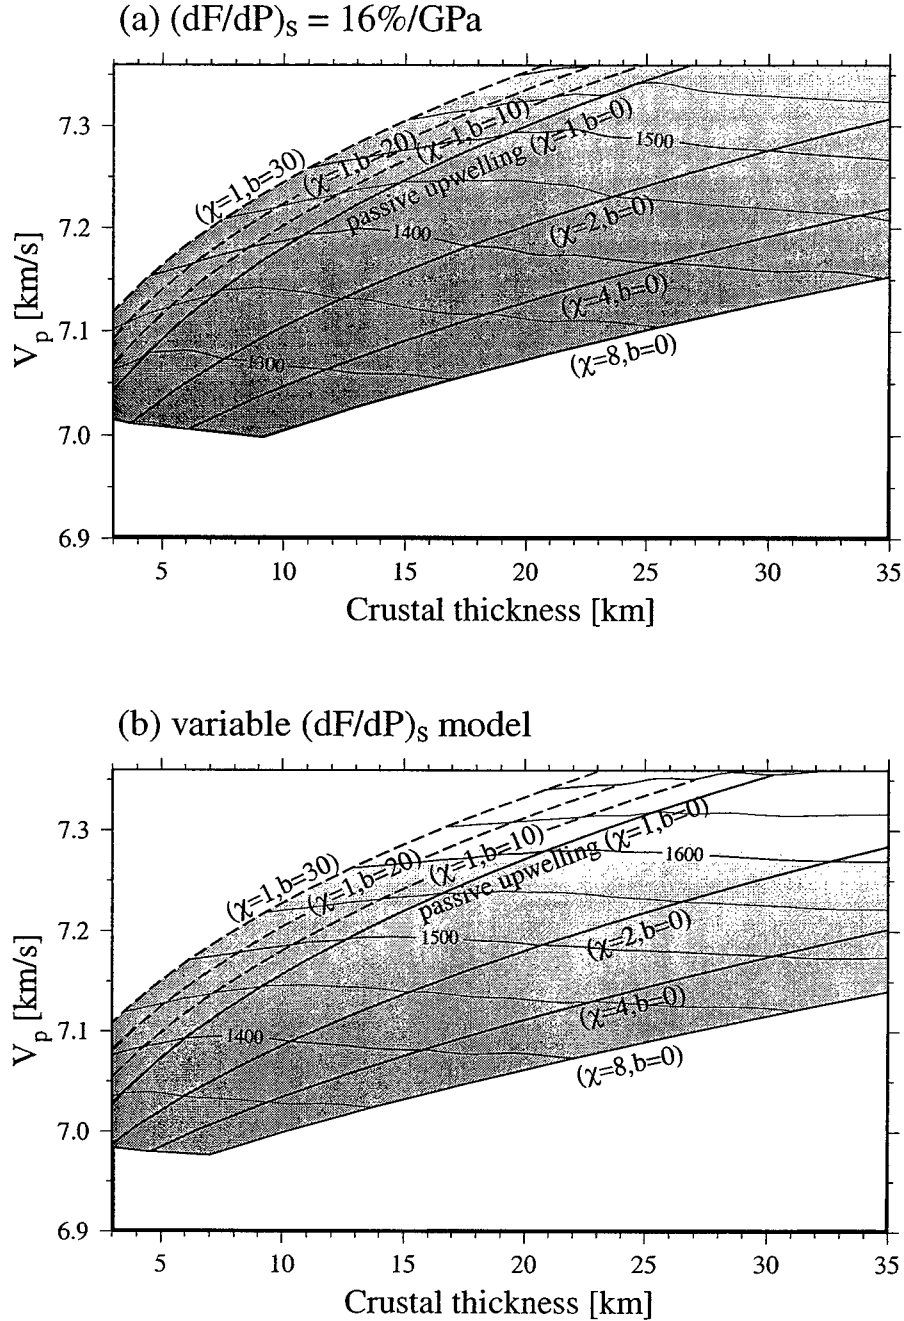 (a) (dF/dP)s = 16%/GPa
7.3
7.2
7.1
7.0
6.9
Vp [km/s]
(χ=1,b=30)
(χ=1,b=20)
(χ=1,b=10)
passive upwelling (χ=1,b=0)
1500
(χ=2,b=0)
1400
(χ=4,b=0)
1300
(χ=8,b=0)
5 10 15 20 25 30 35
Crustal thickness [km]
(b) variable (dF/dP)s model
7.3
7.2
7.1
7.0
6.9
Vp [km/s]
(χ=1,b=30)
(χ=1,b=20)
(χ=1,b=10)
passive upwelling (χ=1,b=0)
1600
(χ=2,b=0)
1500
(χ=4,b=0)
1400
(χ=8,b=0)
5 10 15 20 25 30 35
Crustal thickness [km]